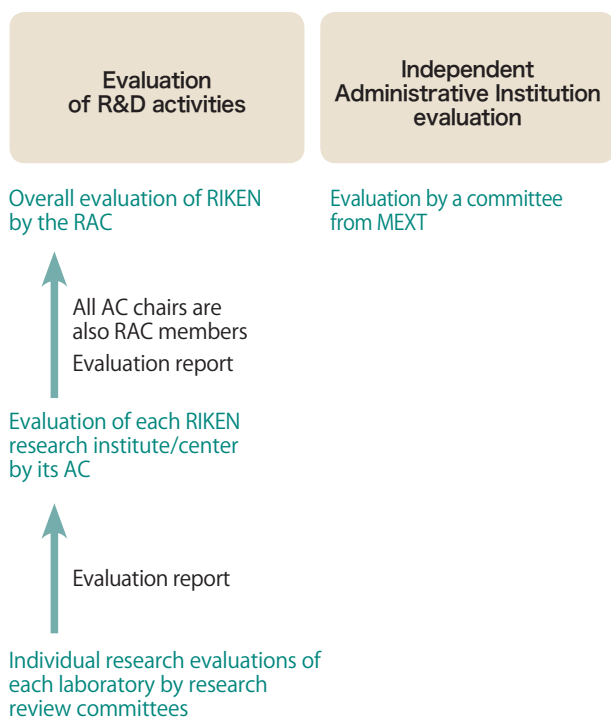 Evaluation
of R&D activities
Independent
Administrative Institution
evaluation
Overall evaluation of RIKEN
by the RAC
Evaluation by a committee
from MEXT
All AC chairs are
also RAC members
Evaluation report
Evaluation of each RIKEN
research institute/center
by its AC
Evaluation report
Individual research evaluations of
each laboratory by research
review committees